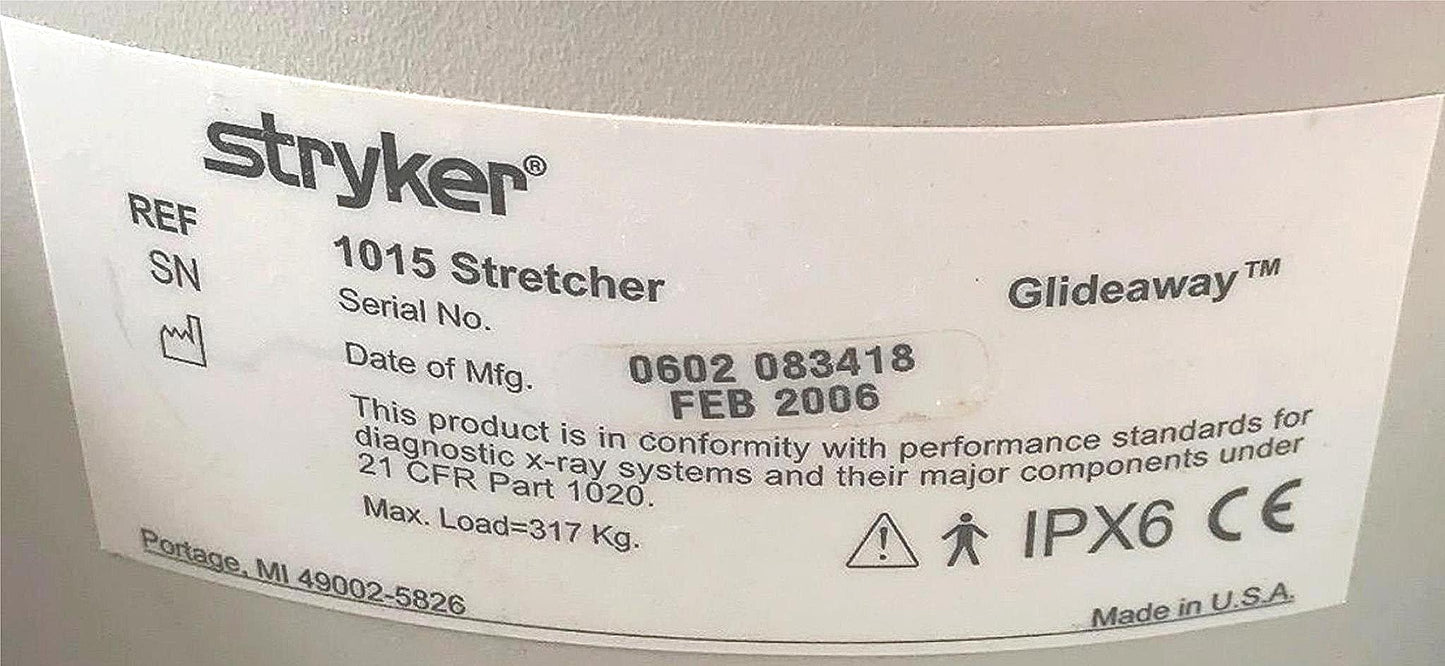 stryker®
REF 1015 Stretcher Glideaway™
SN Serial No. 0602 083418
Date of Mfg. FEB 2006
This product is in conformity with performance standards for
diagnostic x-ray systems and their major components under
21 CFR Part 1020.
Max. Load=317 Kg.
IPX6 CE
Portage, MI 49002-5826
Made in U.S.A.